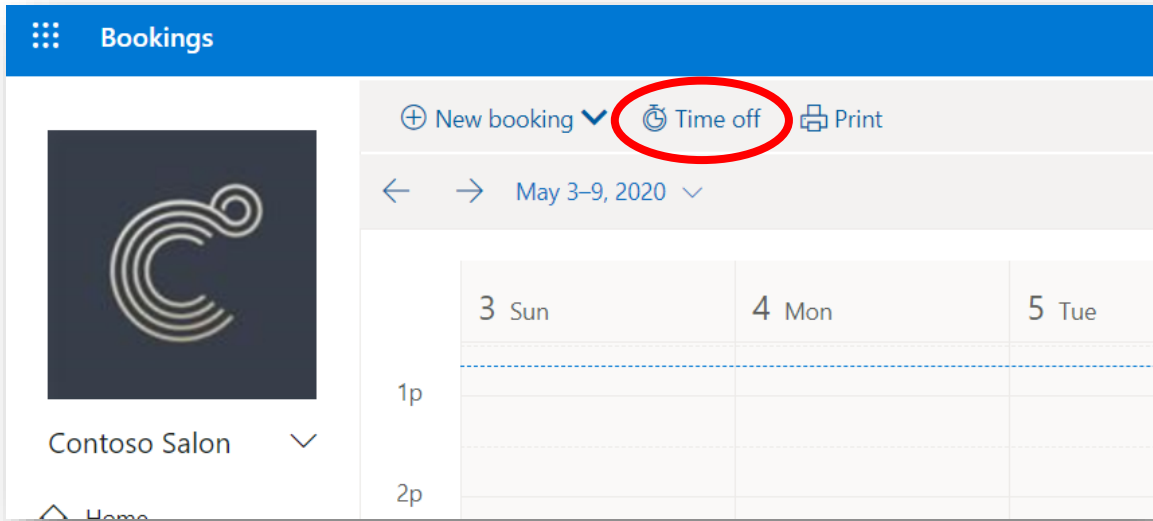 Bookings
New booking Time off Print
May 3–9, 2020
3 Sun 4 Mon 5 Tue
1p
Contoso Salon
2p
Home